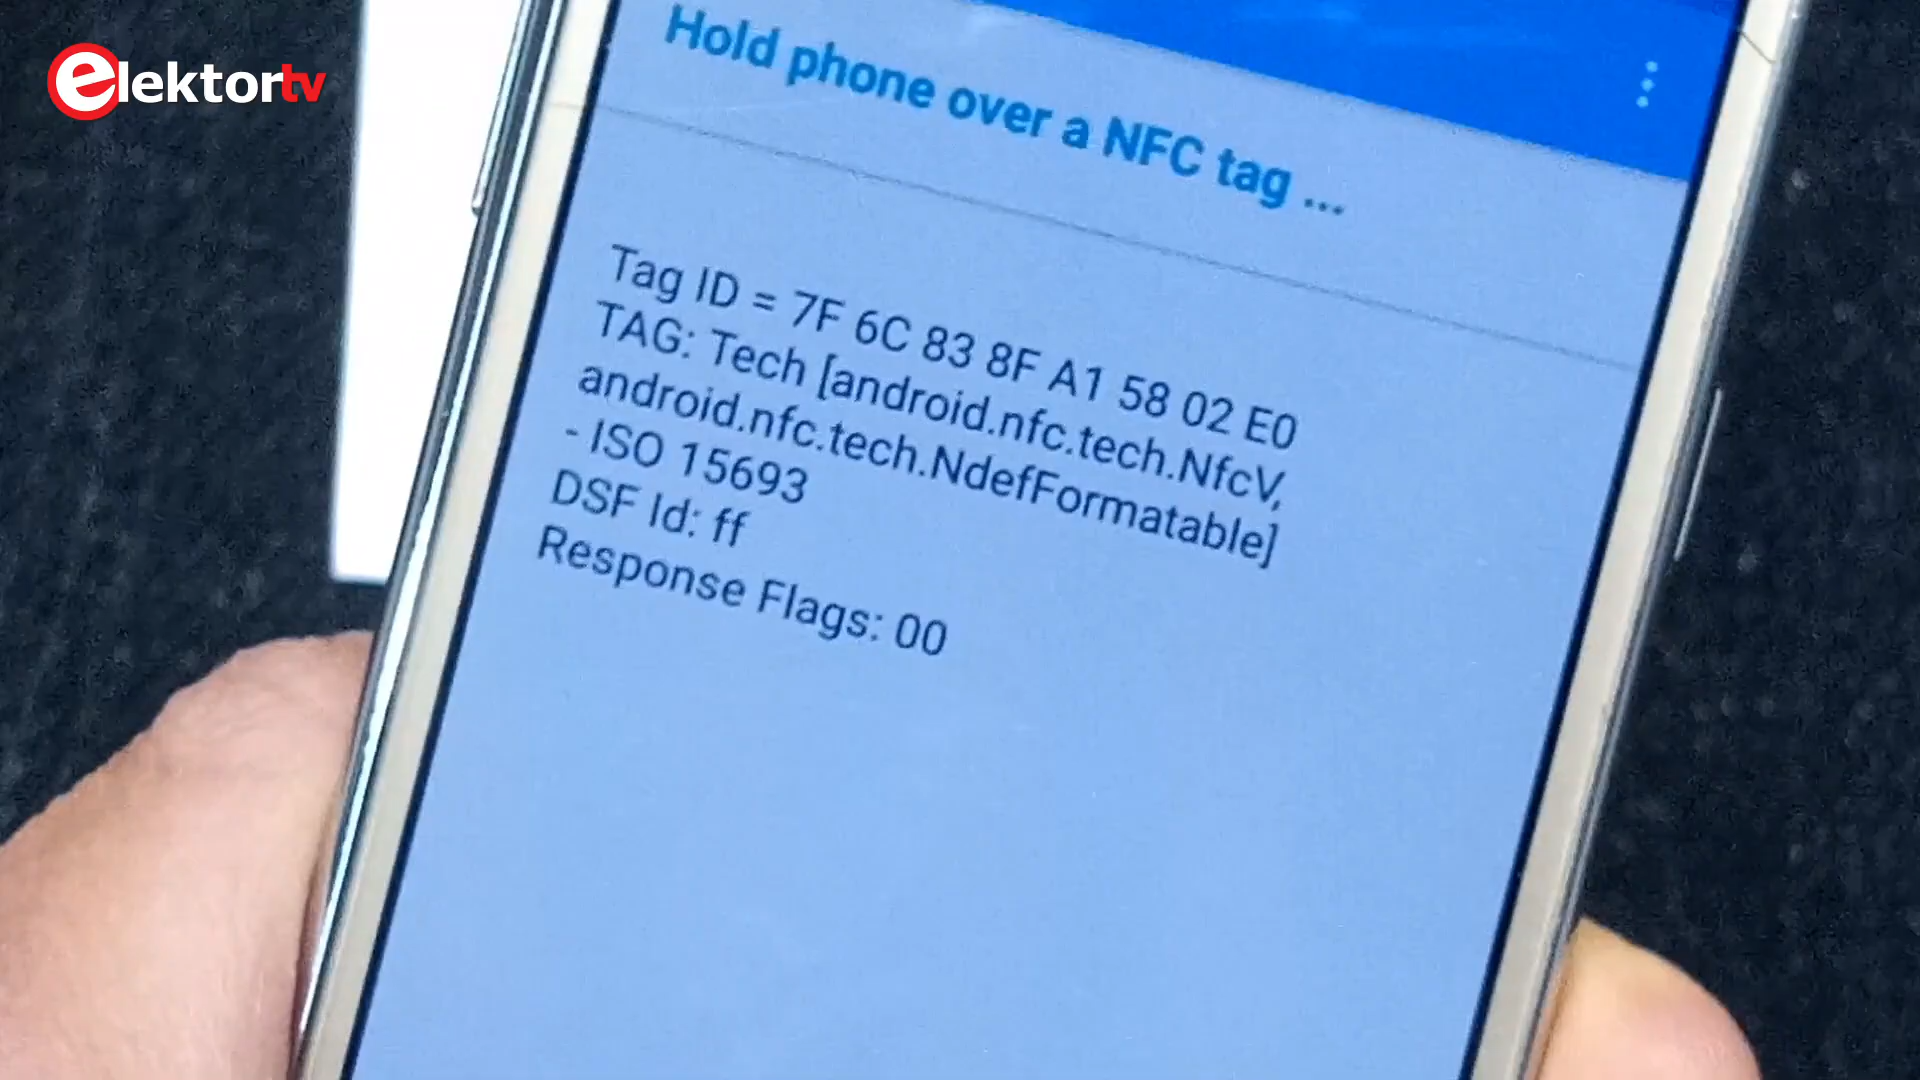 elektortv
Hold phone over a NFC tag ...
Tag ID = 7F 6C 83 8F A1 58 02 E0
TAG: Tech [android.nfc.tech.NfcV,
android.nfc.tech.NdefFormatable]
- ISO 15693
DSF Id: ff
Response Flags: 00